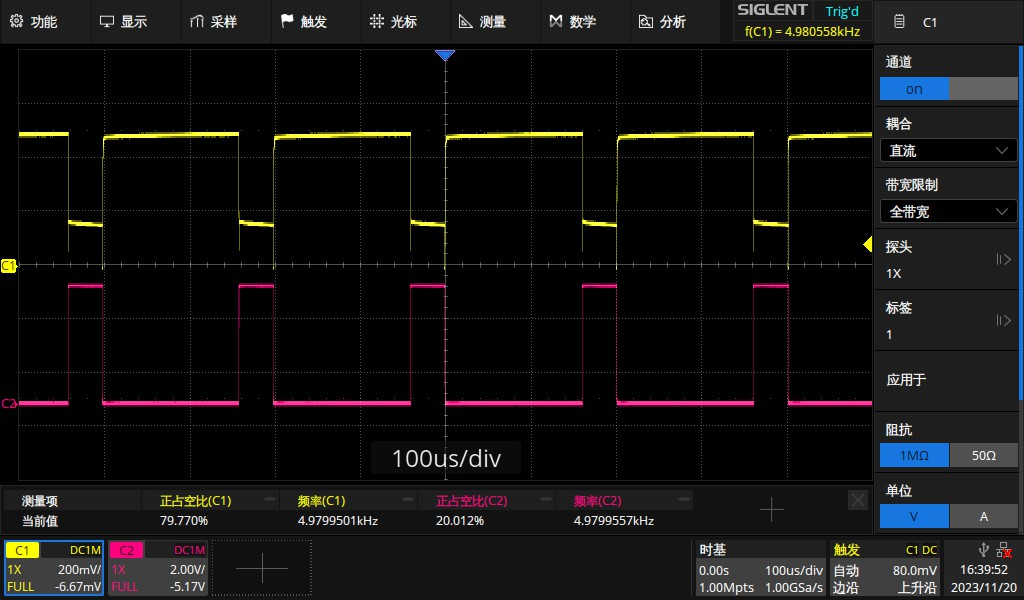 功能 显示 采样 触发 光标 测量 数学 分析
SIGLENT Trig'd
f(C1) = 4.980558kHz
C1
通道
on
耦合
直流
带宽限制
全带宽
探头
1X
标签
1
应用于
阻抗
1MΩ 50Ω
单位
V A
C1
C2
100us/div
测量项 正占空比(C1) 频率(C1) 正占空比(C2) 频率(C2)
当前值 79.770% 4.9799501kHz 20.012% 4.9799557kHz
C1 DC1M
1X 200mV/
FULL -6.67mV
C2 DC1M
1X 2.00V/
FULL -5.17V
时基
0.00s 100us/div
1.00Mpts 1.00GSa/s
触发 C1 DC
自动 80.0mV
边沿 上升沿
16:39:52
2023/11/20